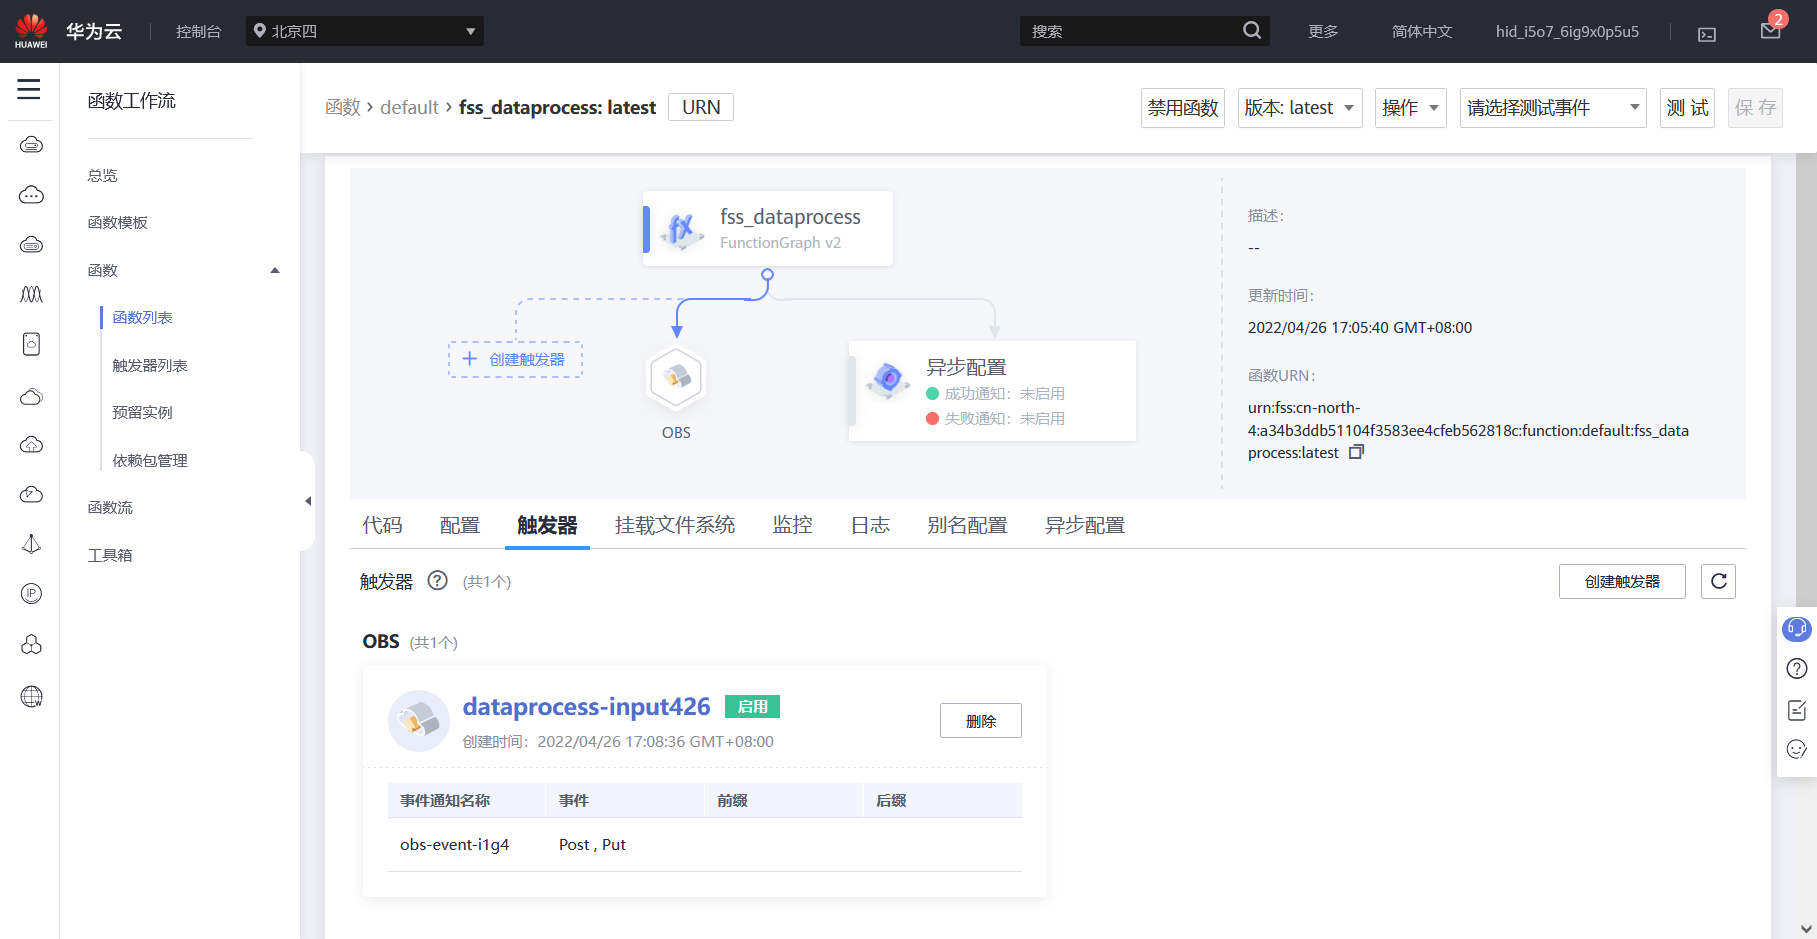 HUAWEI
华为云
控制台
北京四
搜索
更多
简体中文
hid_i5o7_6ig9x0p5u5
2
函数工作流
总览
函数模板
函数
函数列表
触发器列表
预留实例
依赖包管理
函数流
工具箱
IP
W
函数 › default › fss_dataprocess: latest URN
禁用函数
版本: latest
操作
请选择测试事件
测 试
保 存
fss_dataprocess
FunctionGraph v2
+ 创建触发器
OBS
异步配置
成功通知: 未启用
失败通知: 未启用
描述:
--
更新时间:
2022/04/26 17:05:40 GMT+08:00
函数URN:
urn:fss:cn-north-
4:a34b3ddb51104f3583ee4cfeb562818c:function:default:fss_data
process:latest
代码 配置 触发器 挂载文件系统 监控 日志 别名配置 异步配置
触发器 ? (共1个)
创建触发器
OBS (共1个)
dataprocess-input426 启用
创建时间: 2022/04/26 17:08:36 GMT+08:00
删除
事件通知名称 事件 前缀 后缀
obs-event-i1g4 Post , Put